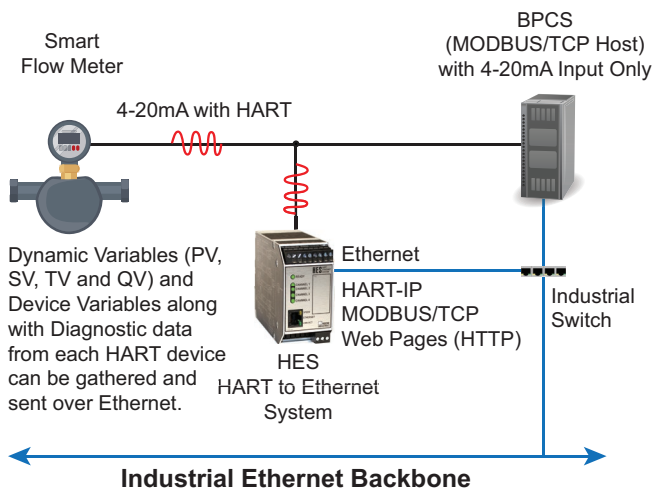 Smart
Flow Meter
BPCS
(MODBUS/TCP Host)
with 4-20mA Input Only
4-20mA with HART
Dynamic Variables (PV,
SV, TV and QV) and
Device Variables along
with Diagnostic data
from each HART device
can be gathered and
sent over Ethernet.
HES
Ethernet
HART-IP
MODBUS/TCP
Web Pages (HTTP)
Industrial
Switch
HES
HART to Ethernet
System
Industrial Ethernet Backbone